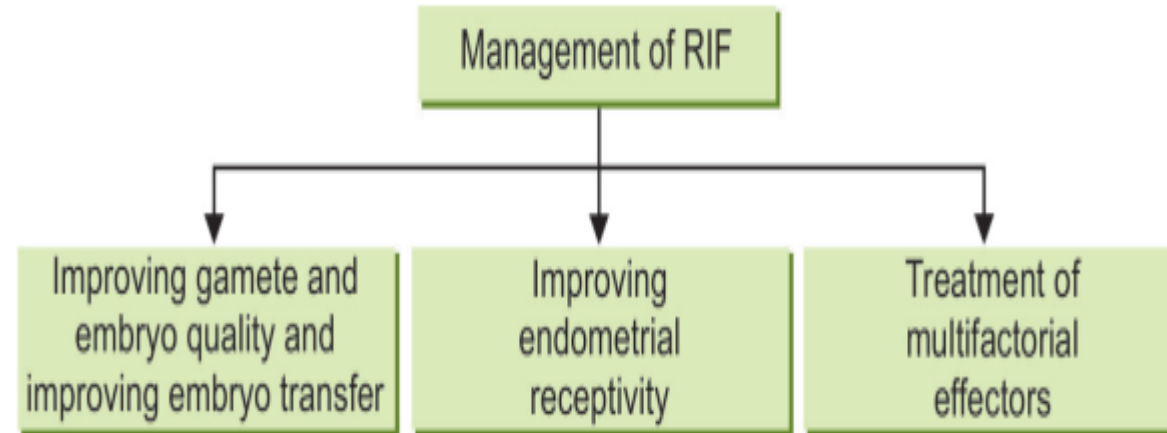 Management of RIF
Improving gamete and
embryo quality and
improving embryo transfer
Improving
endometrial
receptivity
Treatment of
multifactorial
effectors